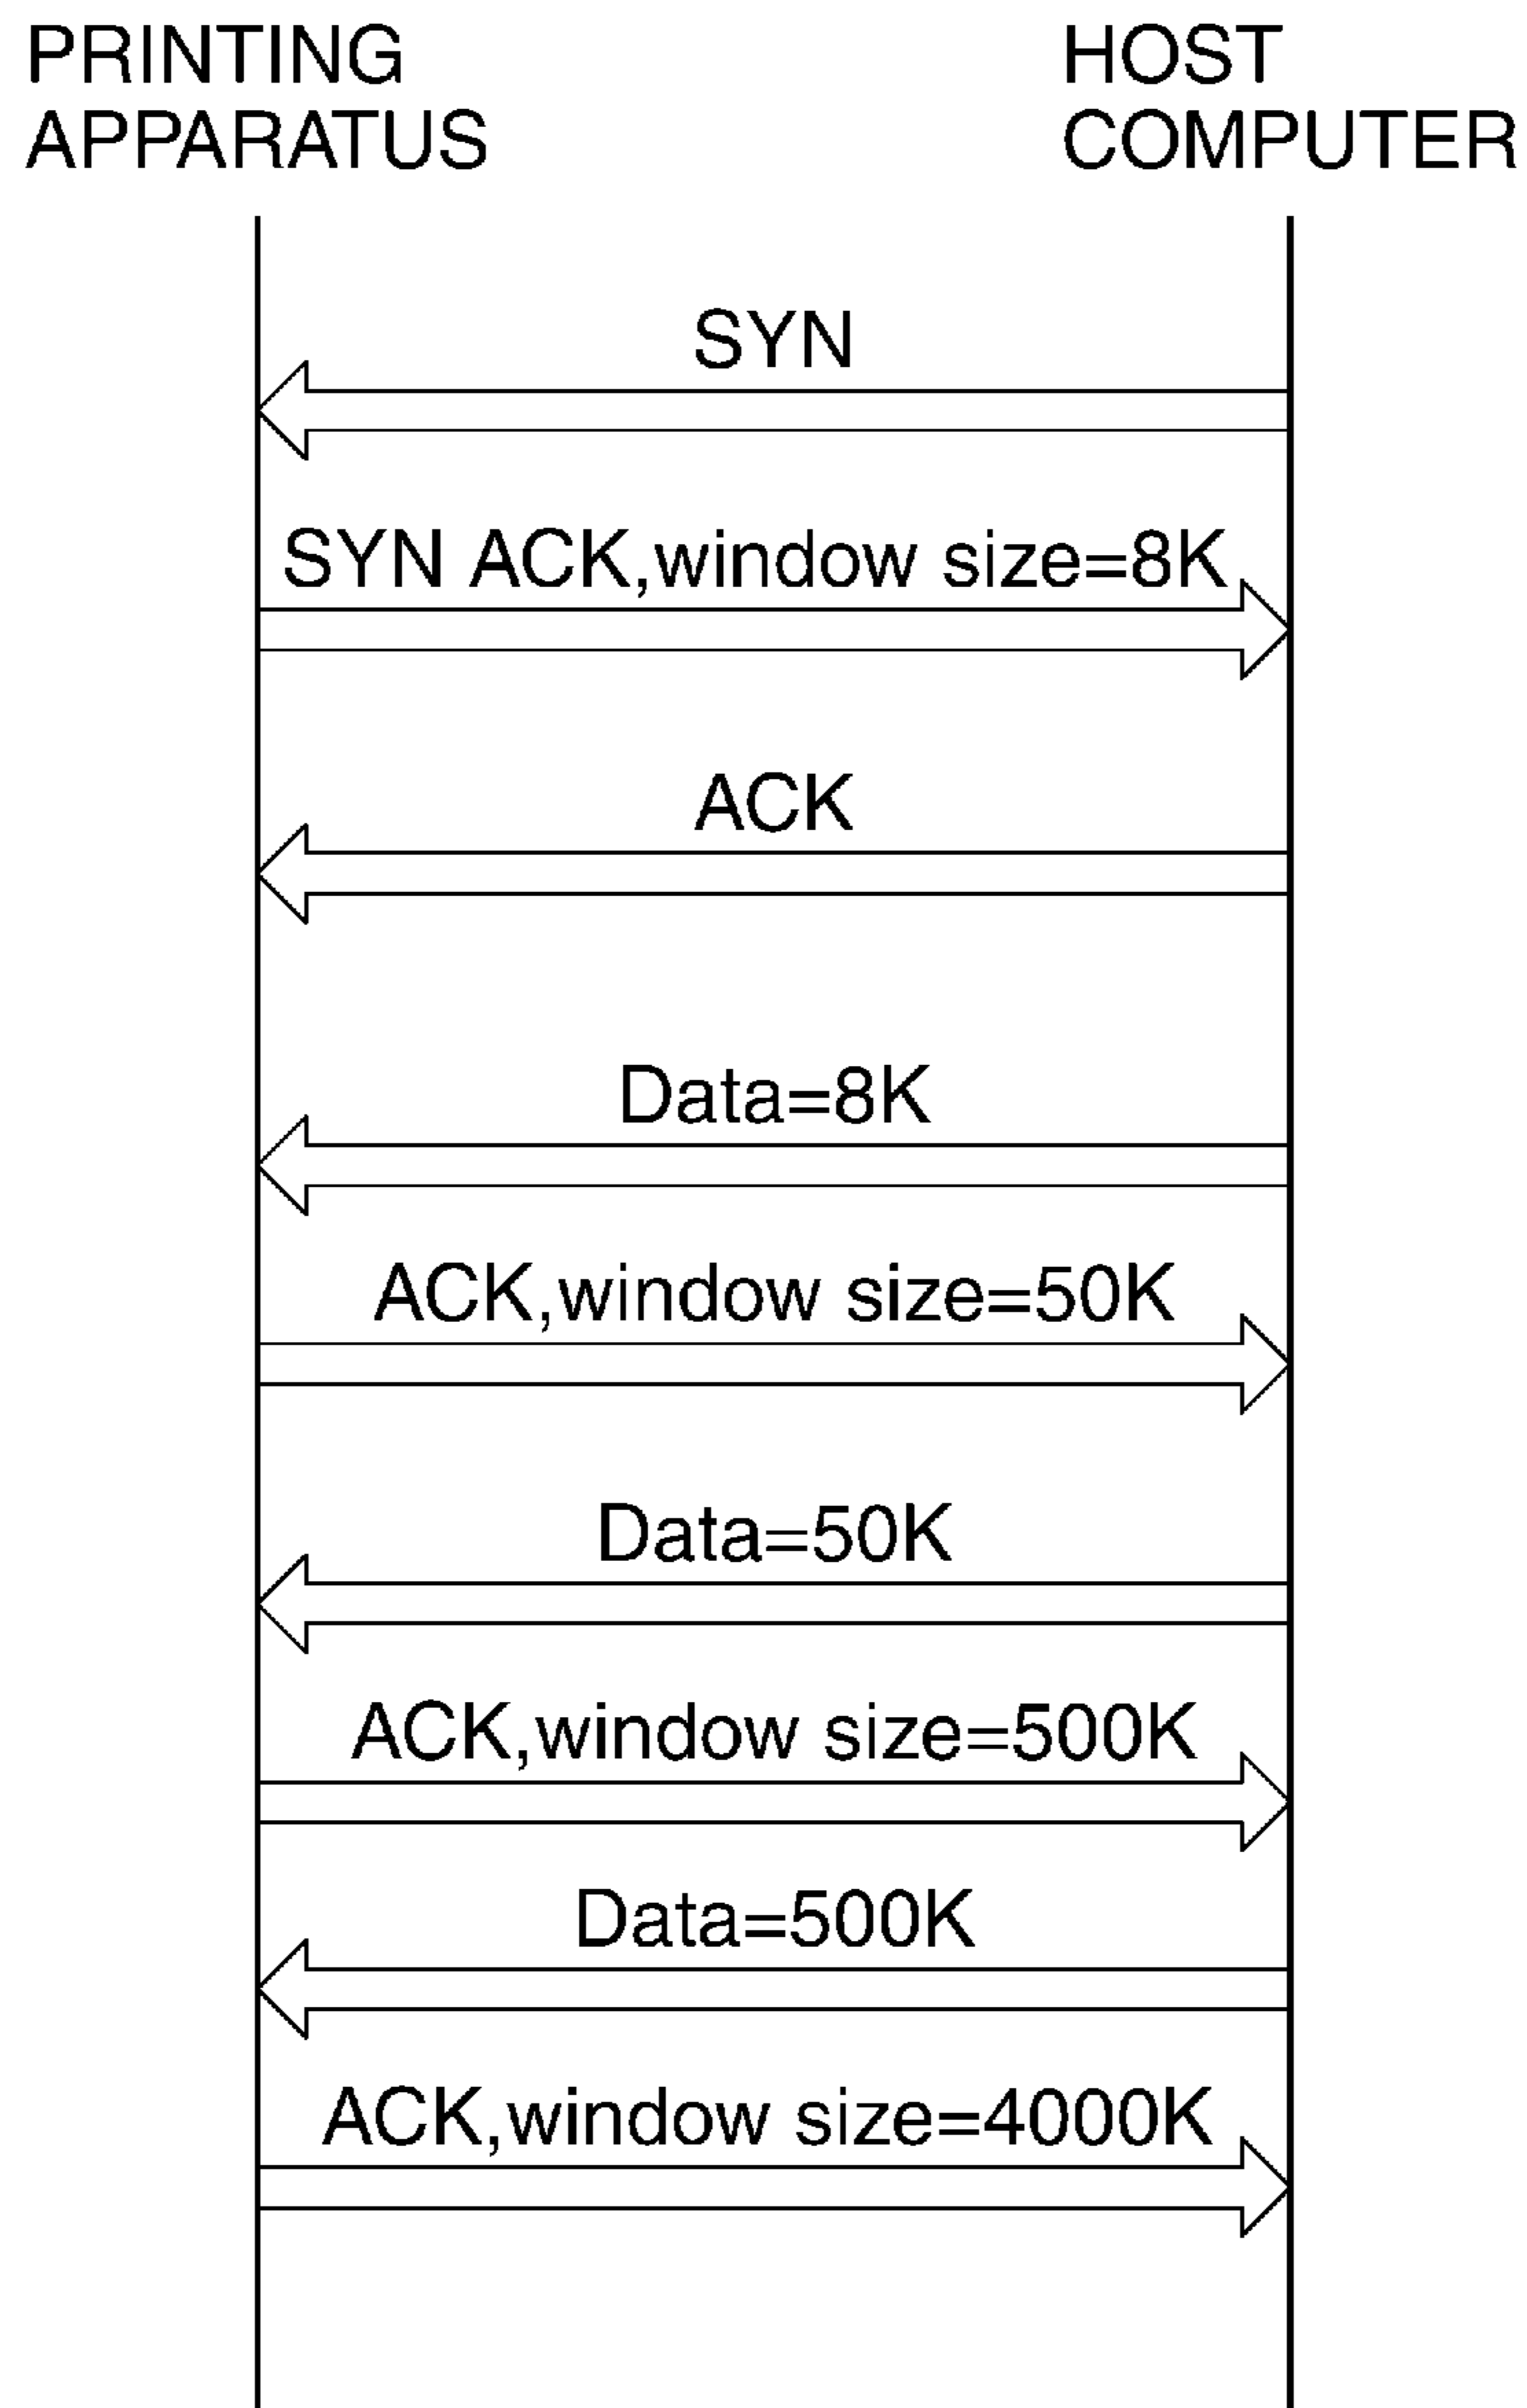 PRINTING
APPARATUS
HOST
COMPUTER
SYN
SYN ACK,window size=8K
ACK
Data=8K
ACK,window size=50K
Data=50K
ACK,window size=500K
Data=500K
ACK,window size=4000K